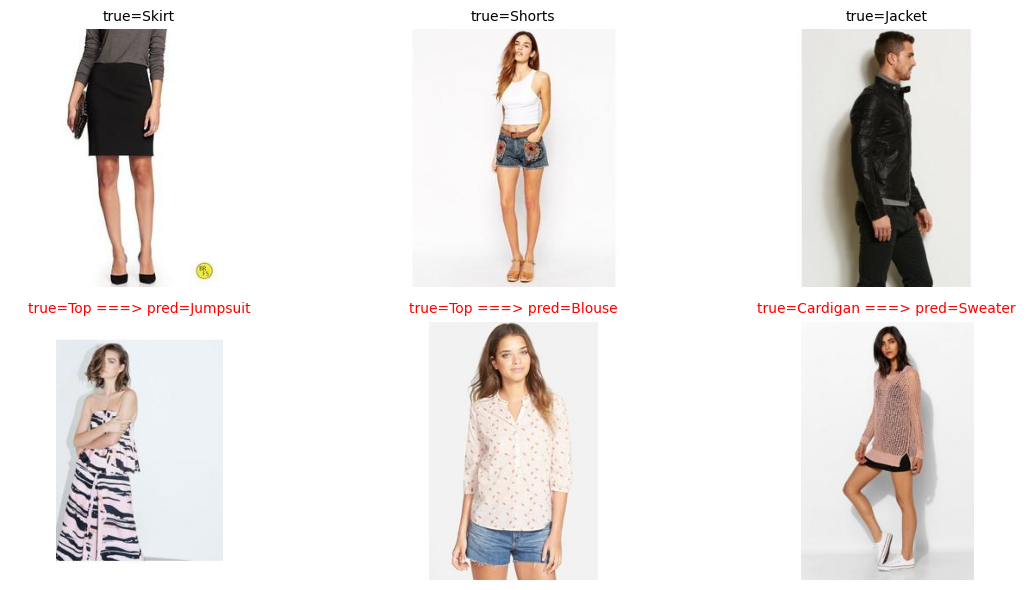 true=Skirt
true=Shorts
true=Jacket
true=Top ===> pred=Jumpsuit
true=Top ===> pred=Blouse
true=Cardigan ===> pred=Sweater